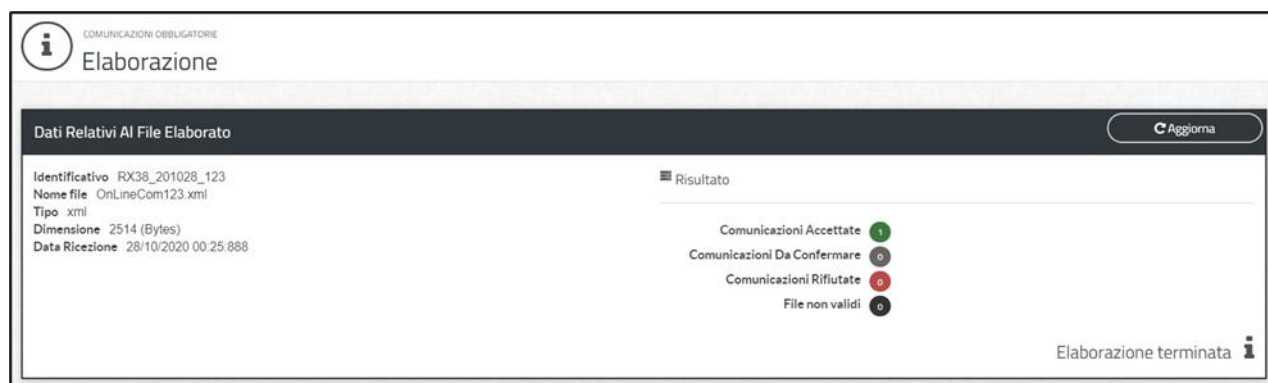 COMUNICAZIONI OBBLIGATORIE
Elaborazione
Dati Relativi Al File Elaborato
Aggiorna
Identificativo RX38_201028_123
Nome file OnLineCom123.xml
Tipo xml
Dimensione 2514 (Bytes)
Data Ricezione 28/10/2020 00:25:888
Risultato
Comunicazioni Accettate 1
Comunicazioni Da Confermare 0
Comunicazioni Rifiutate 0
File non validi 0
Elaborazione terminata